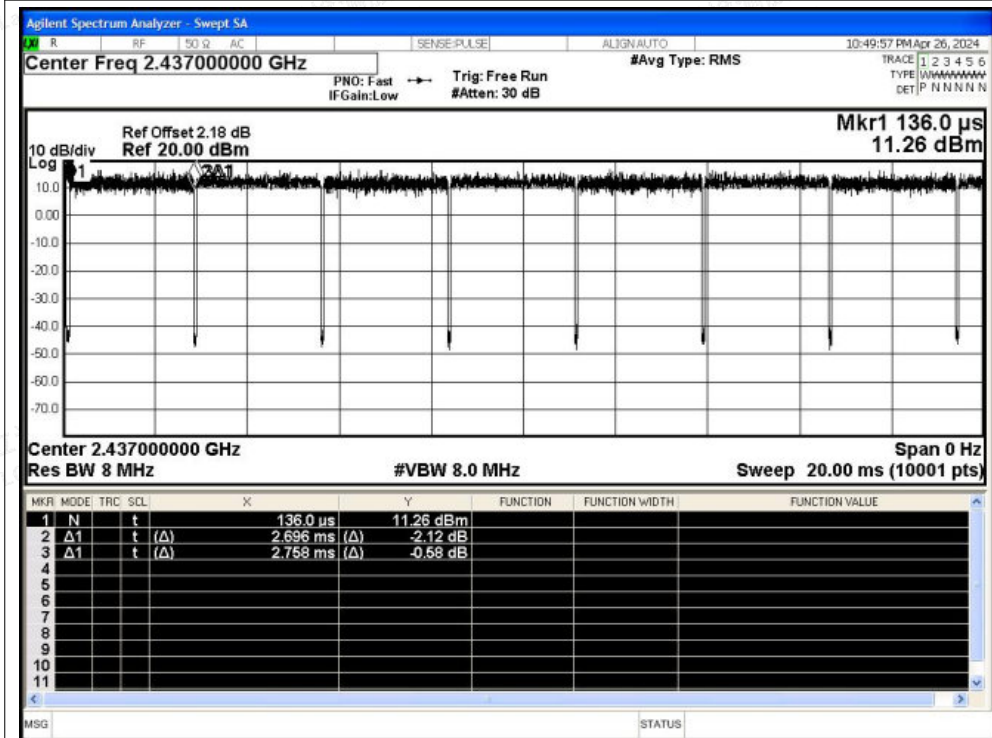 Agilent Spectrum Analyzer - Swept SA
LXI R RF 50 Ω AC SENSE:PULSE ALIGNAUTO 10:49:57 PM Apr 26, 2024
Center Freq 2.437000000 GHz #Avg Type: RMS TRACE 1 2 3 4 5 6
PNO: Fast Trig: Free Run TYPE
IFGain:Low #Atten: 30 dB DET P N N N N N
Mkr1 136.0 µs
11.26 dBm
Ref Offset 2.18 dB
10 dB/div Ref 20.00 dBm
Log
1 2Δ1
10.0
0.00
-10.0
-20.0
-30.0
-40.0
-50.0
-60.0
-70.0
Center 2.437000000 GHz Span 0 Hz
Res BW 8 MHz #VBW 8.0 MHz Sweep 20.00 ms (10001 pts)
MKR MODE TRC SCL X Y FUNCTION FUNCTION WIDTH FUNCTION VALUE
1 N t 136.0 µs 11.26 dBm
2 Δ1 t (Δ) 2.696 ms (Δ) -2.12 dB
3 Δ1 t (Δ) 2.758 ms (Δ) -0.58 dB
4
5
6
7
8
9
10
11
MSG STATUS